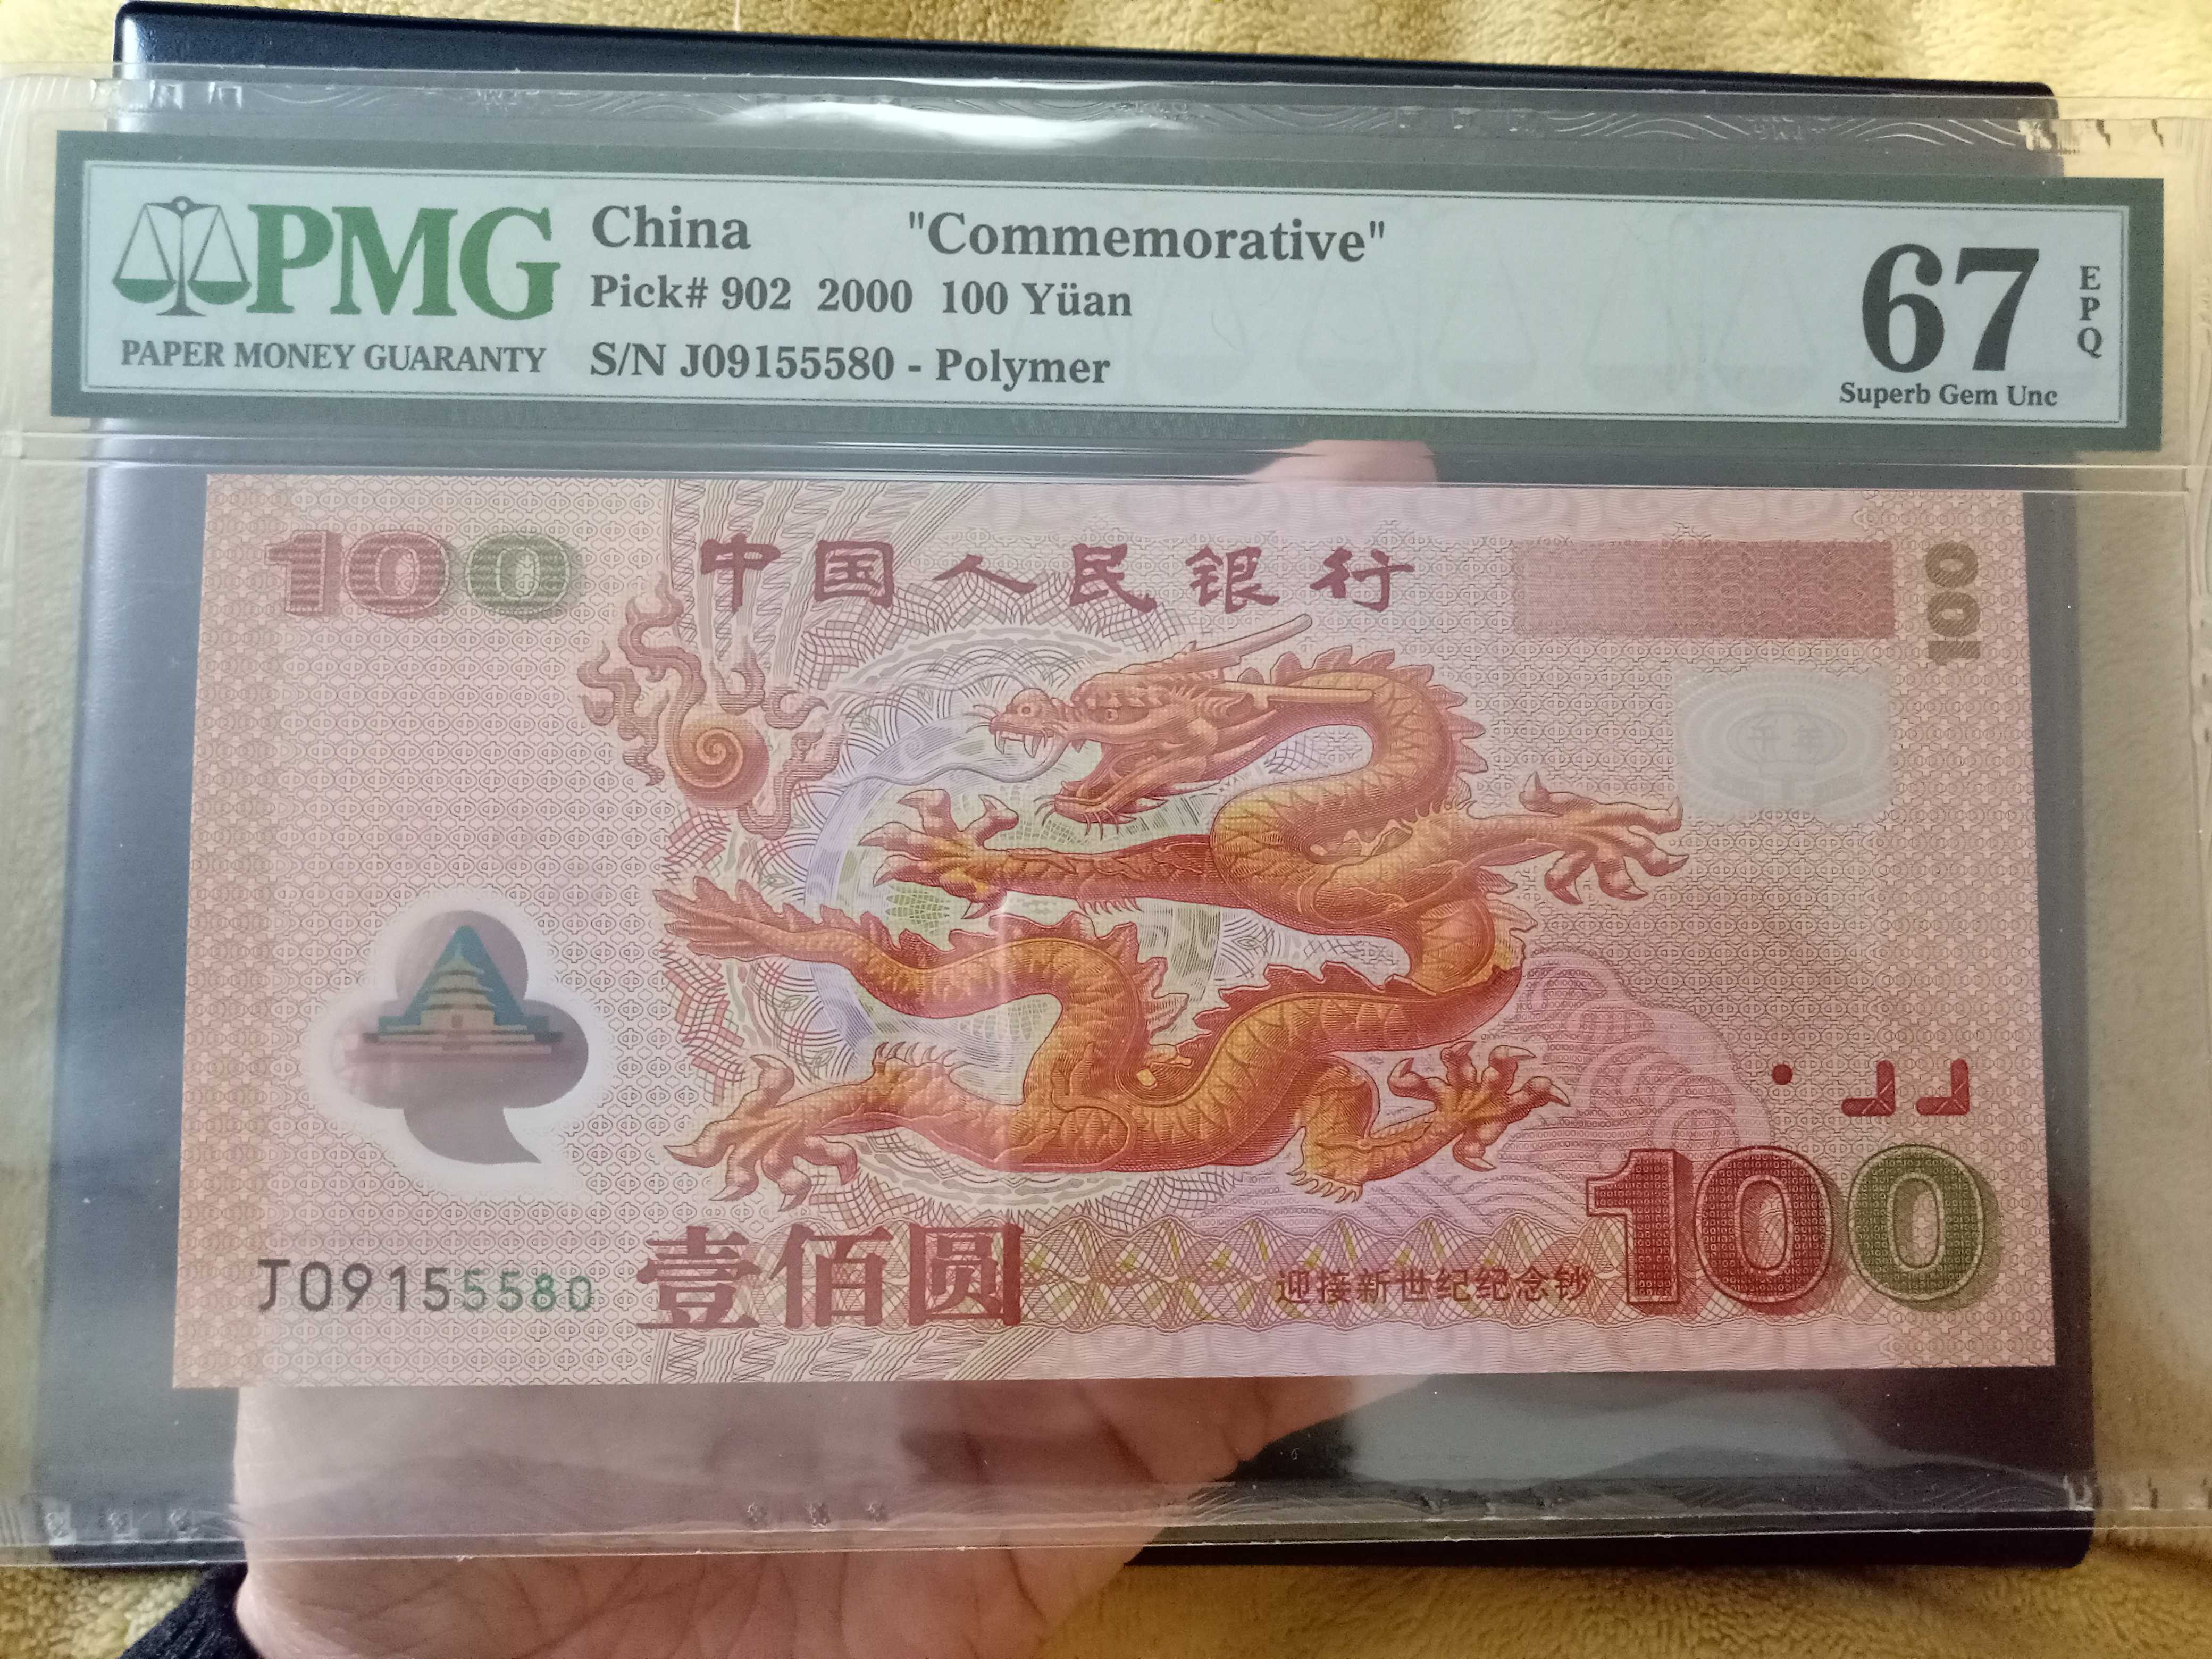 PMG
PAPER MONEY GUARANTY
China "Commemorative"
Pick# 902 2000 100 Yüan
S/N J09155580 - Polymer
67
EPQ
Superb Gem Unc
100
中国人民银行
100
千年
J09155580
壹佰圆
迎接新世纪纪念钞
100